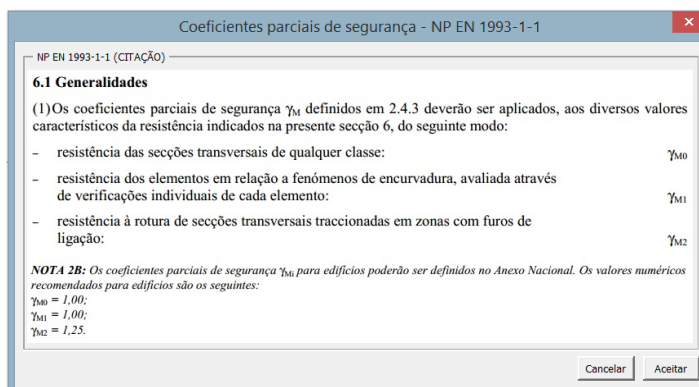 Coeficientes parciais de segurança - NP EN 1993-1-1
NP EN 1993-1-1 (CITAÇÃO)
6.1 Generalidades
(1)Os coeficientes parciais de segurança γM definidos em 2.4.3 deverão ser aplicados, aos diversos valores
característicos da resistência indicados na presente secção 6, do seguinte modo:
– resistência das secções transversais de qualquer classe: γM0
– resistência dos elementos em relação a fenómenos de encurvadura, avaliada através
de verificações individuais de cada elemento: γM1
– resistência à rotura de secções transversais traccionadas em zonas com furos de
ligação: γM2
NOTA 2B: Os coeficientes parciais de segurança γMi para edifícios poderão ser definidos no Anexo Nacional. Os valores numéricos
recomendados para edifícios são os seguintes:
γM0 = 1,00;
γM1 = 1,00;
γM2 = 1,25.
Cancelar Aceitar